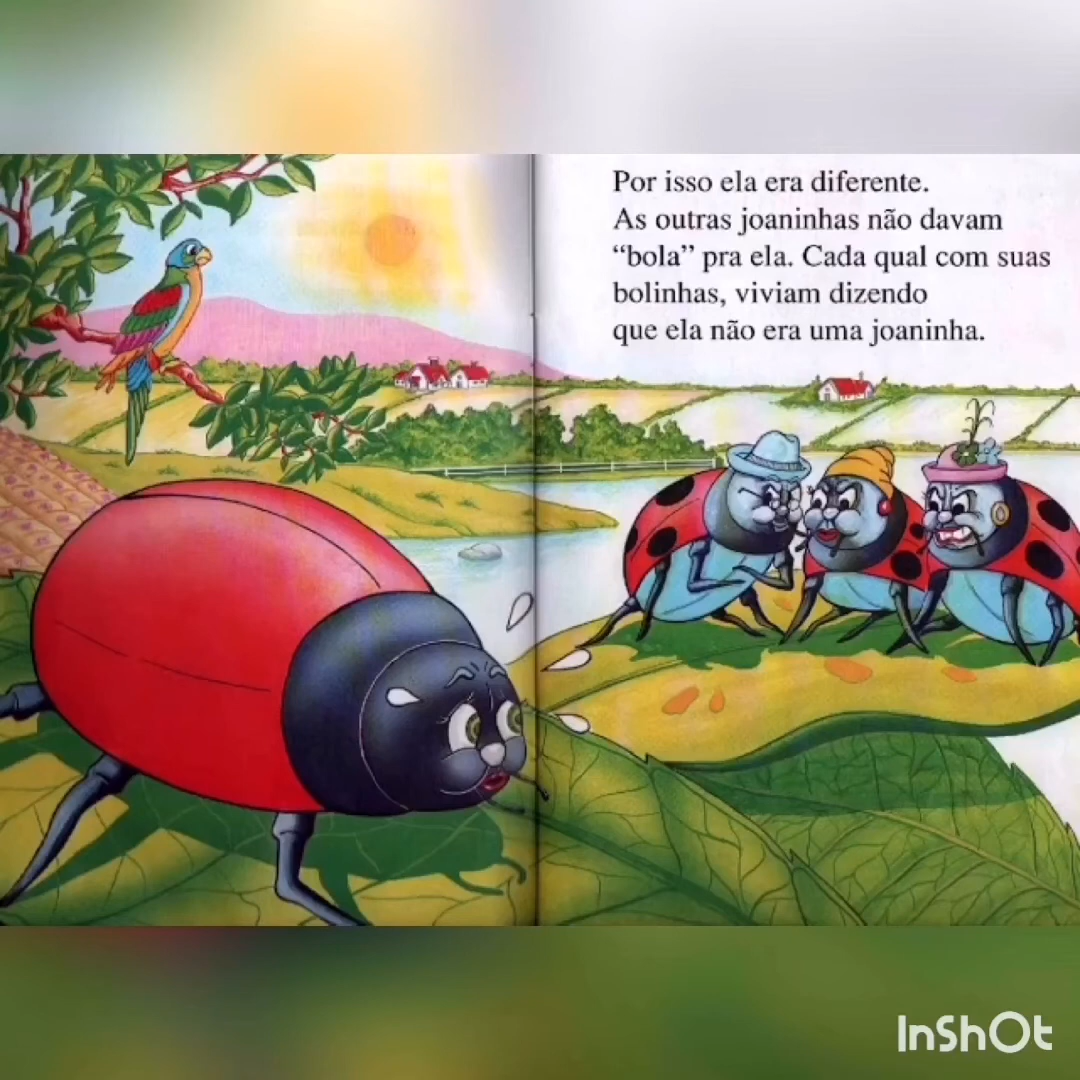 Por isso ela era diferente.
As outras joaninhas não davam
“bola” pra ela. Cada qual com suas
bolinhas, viviam dizendo
que ela não era uma joaninha.
InShOt